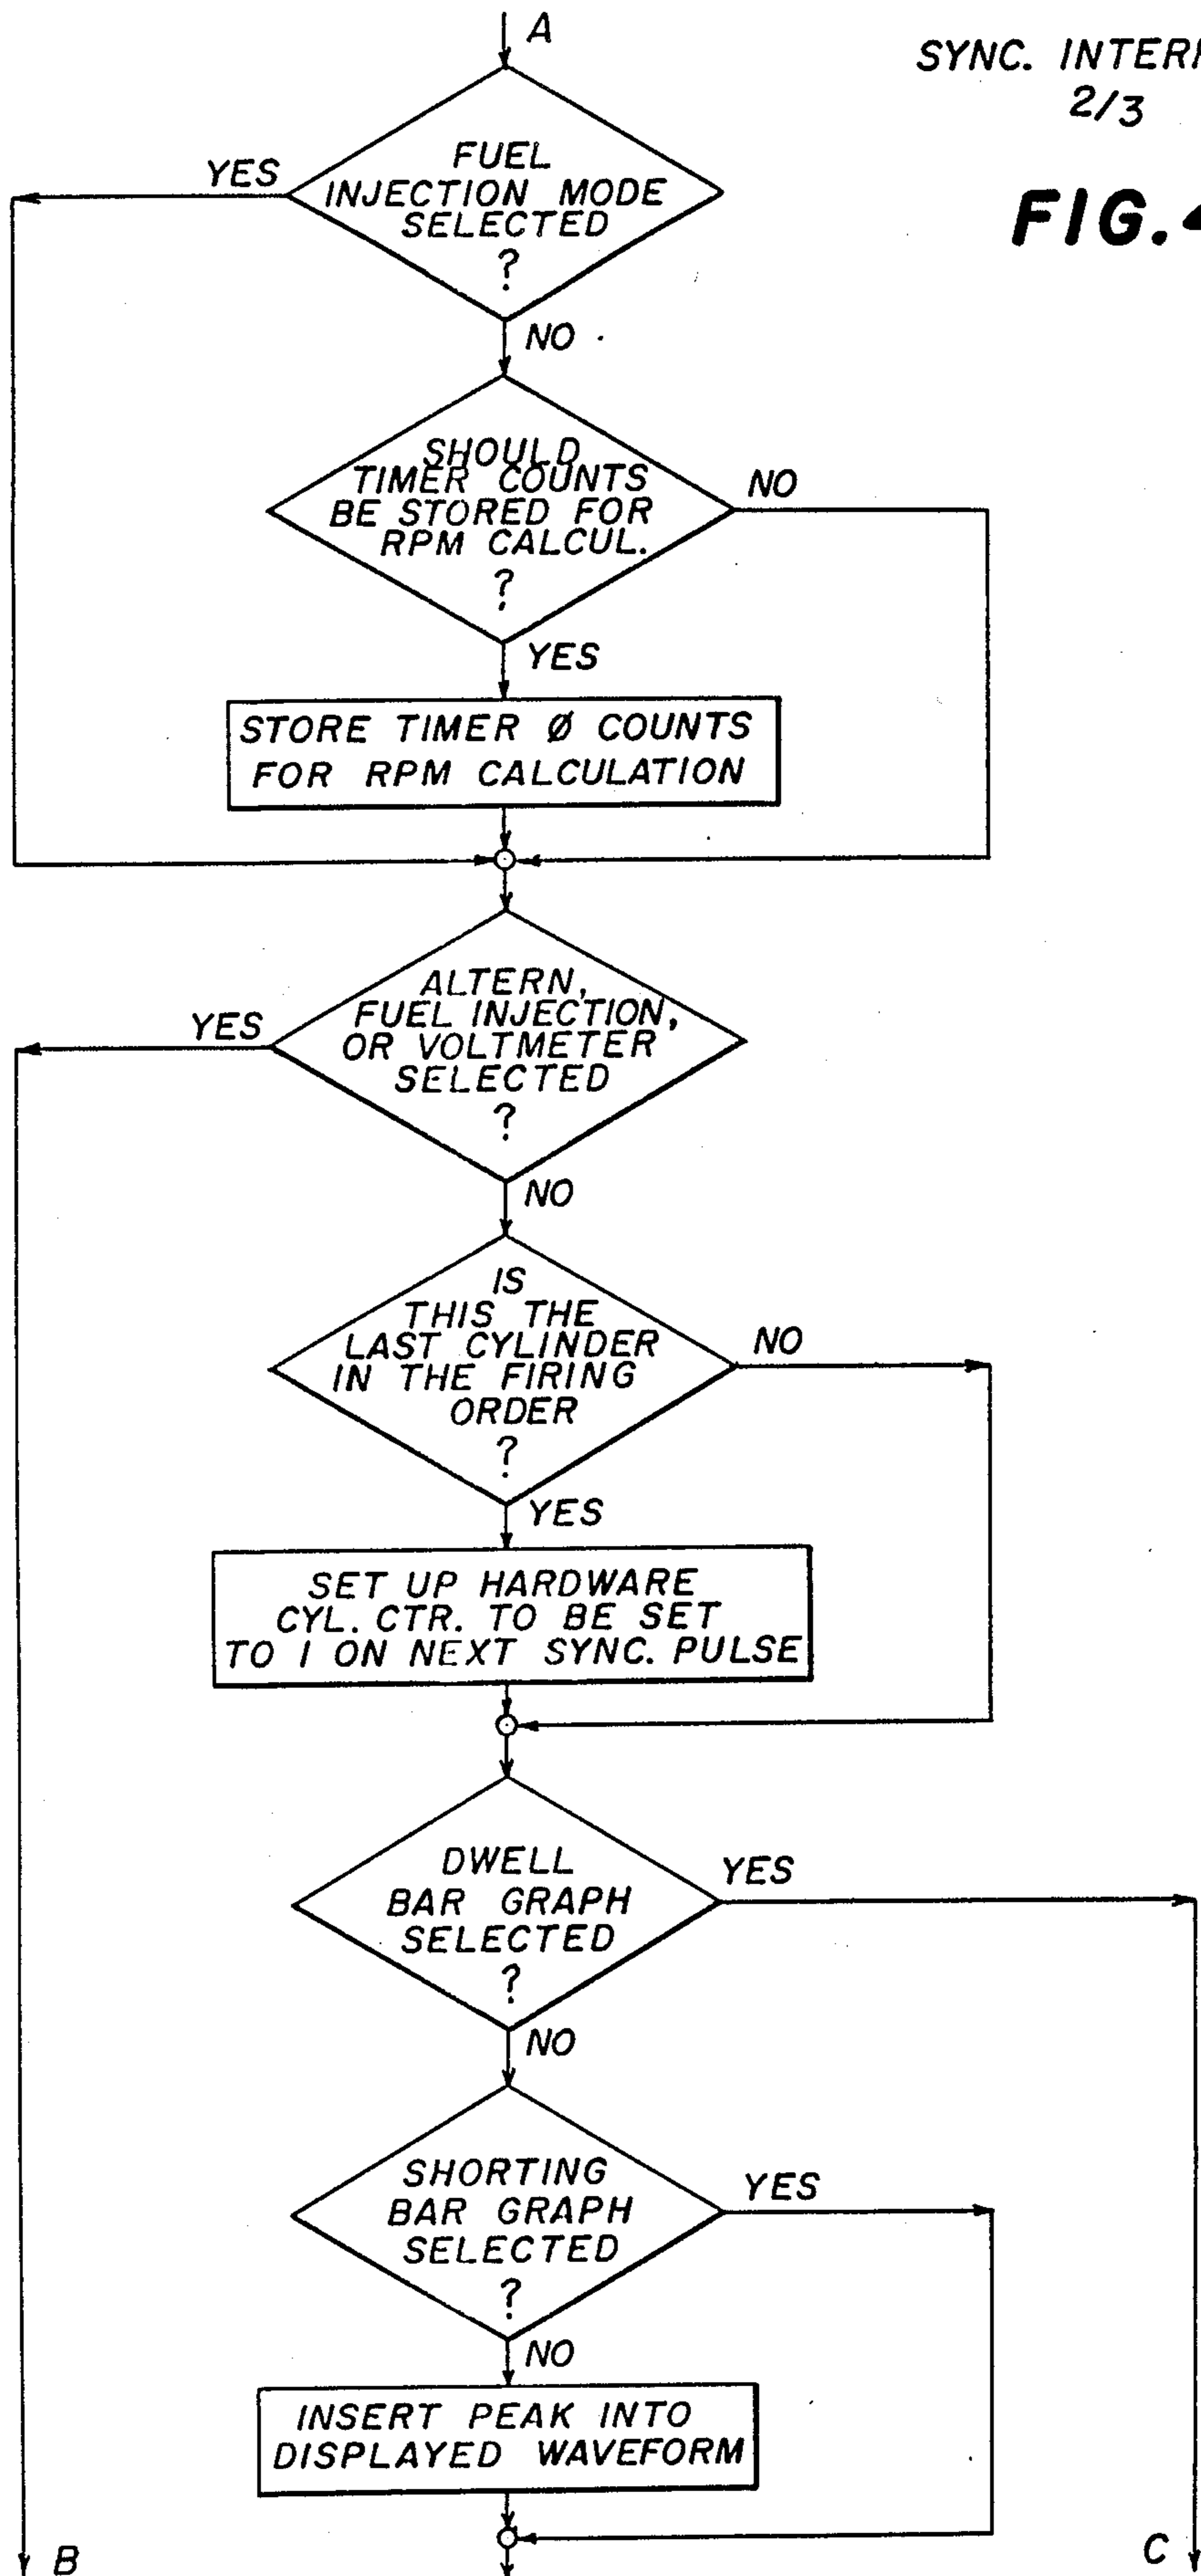 A
SYNC. INTER
2/3
FIG.
FUEL
INJECTION MODE
SELECTED
?
YES
NO
SHOULD
TIMER COUNTS
BE STORED FOR
RPM CALCUL.
?
NO
YES
STORE TIMER Ø COUNTS
FOR RPM CALCULATION
ALTERN,
FUEL INJECTION,
OR VOLTMETER
SELECTED
?
YES
NO
IS
THIS THE
LAST CYLINDER
IN THE FIRING
ORDER
?
NO
YES
SET UP HARDWARE
CYL. CTR. TO BE SET
TO 1 ON NEXT SYNC. PULSE
DWELL
BAR GRAPH
SELECTED
?
YES
NO
SHORTING
BAR GRAPH
SELECTED
?
YES
NO
INSERT PEAK INTO
DISPLAYED WAVEFORM
B
C